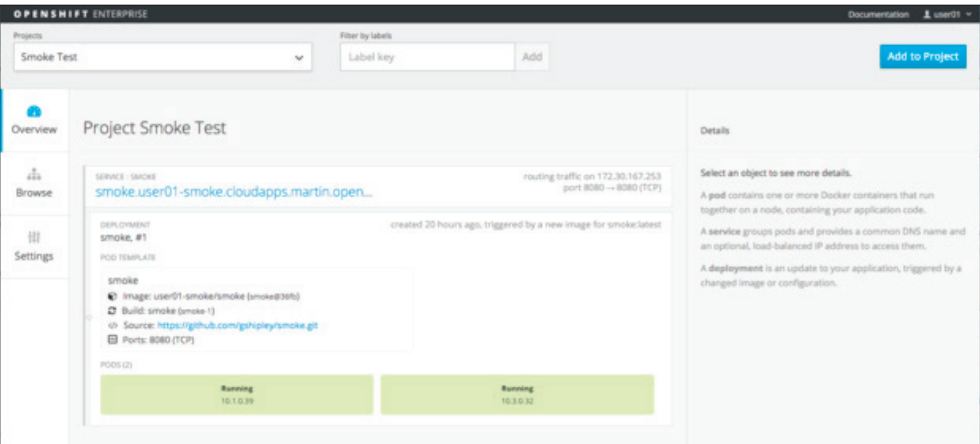 OPENSHIFT ENTERPRISE
Documentation user01
Projects
Smoke Test
Filter by labels
Label key
Add
Add to Project
Overview
Browse
Settings
Project Smoke Test
SERVICE : SMOKE
smoke.user01-smoke.cloudapps.martin.open...
routing traffic on 172.30.167.253
port 8080 → 8080 (TCP)
DEPLOYMENT
smoke, #1
created 20 hours ago, triggered by a new image for smoke:latest
POD TEMPLATE
smoke
Image: user01-smoke/smoke (smoke@36fb)
Build: smoke (smoke-1)
</> Source: https://github.com/gshipley/smoke.git
Ports: 8080 (TCP)
PODS (2)
Running
10.1.0.39
Running
10.3.0.32
Details
Select an object to see more details.
A pod contains one or more Docker containers that run
together on a node, containing your application code.
A service groups pods and provides a common DNS name and
an optional, load-balanced IP address to access them.
A deployment is an update to your application, triggered by a
changed image or configuration.